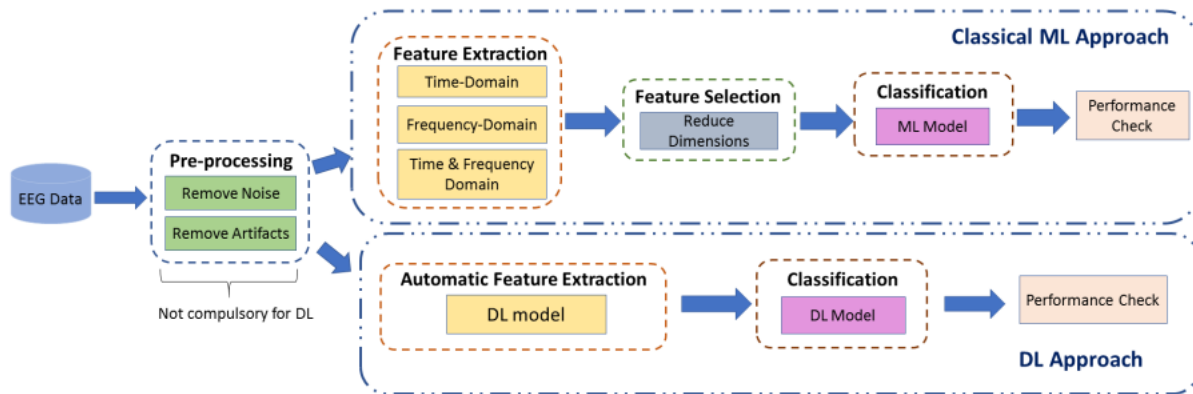 EEG Data
Pre-processing
Remove Noise
Remove Artifacts
Not compulsory for DL
Classical ML Approach
Feature Extraction
Time-Domain
Frequency-Domain
Time & Frequency
Domain
Feature Selection
Reduce
Dimensions
Classification
ML Model
Performance
Check
Automatic Feature Extraction
DL model
Classification
DL Model
Performance Check
DL Approach